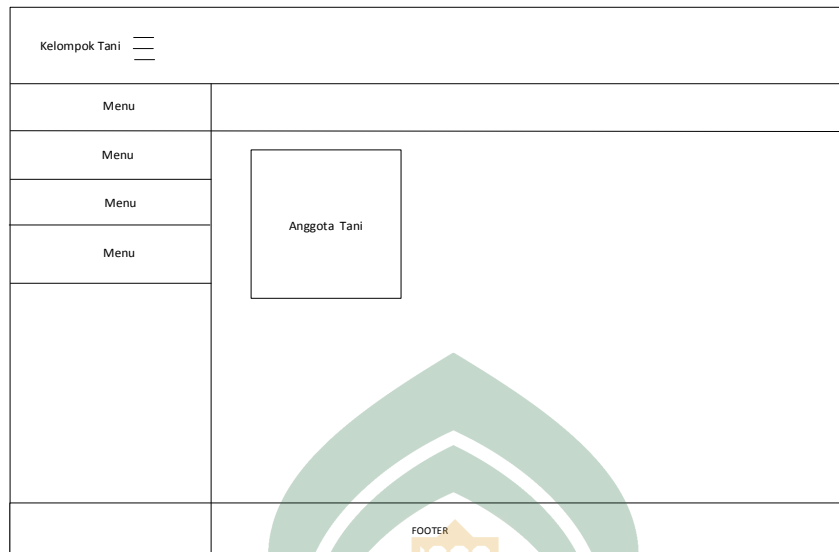 Kelompok Tani
Menu
Menu
Menu
Menu
Anggota Tani
FOOTER